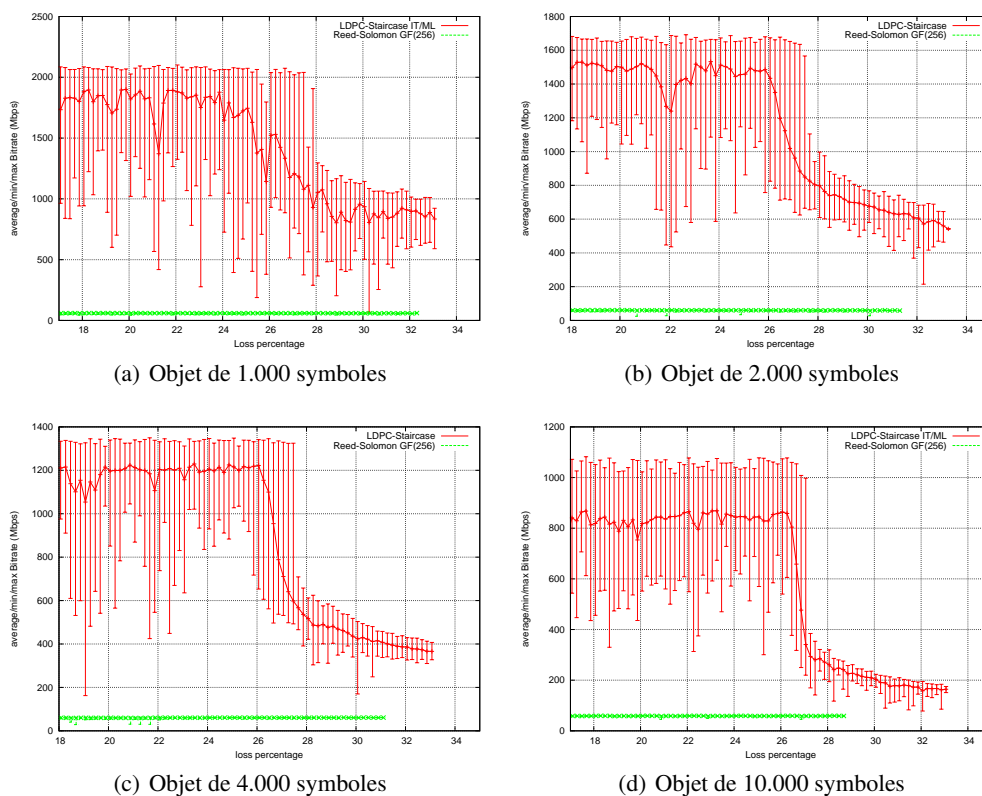 2500
2000
1500
1000
500
0
18 20 22 24 26 28 30 32 34
average/min/max Bitrate (Mbps)
Loss percentage
LDPC-Staircase IT/ML
Reed-Solomon GF(256)
(a) Objet de 1.000 symboles
1800
1600
1400
1200
1000
800
600
400
200
0
18 20 22 24 26 28 30 32 34
average/min/max Bitrate (Mbps)
loss percentage
LDPC-Staircase
Reed-Solomon GF(256)
(b) Objet de 2.000 symboles
1400
1200
1000
800
600
400
200
0
18 20 22 24 26 28 30 32 34
average/min/max Bitrate (Mbps)
loss percentage
LDPC-Staircase
Reed-Solomon GF(256)
(c) Objet de 4.000 symboles
1200
1000
800
600
400
200
0
18 20 22 24 26 28 30 32 34
average/min/max Bitrate (Mbps)
Loss percentage
LDPC-Staircase IT/ML
Reed-Solomon GF(256)
(d) Objet de 10.000 symboles